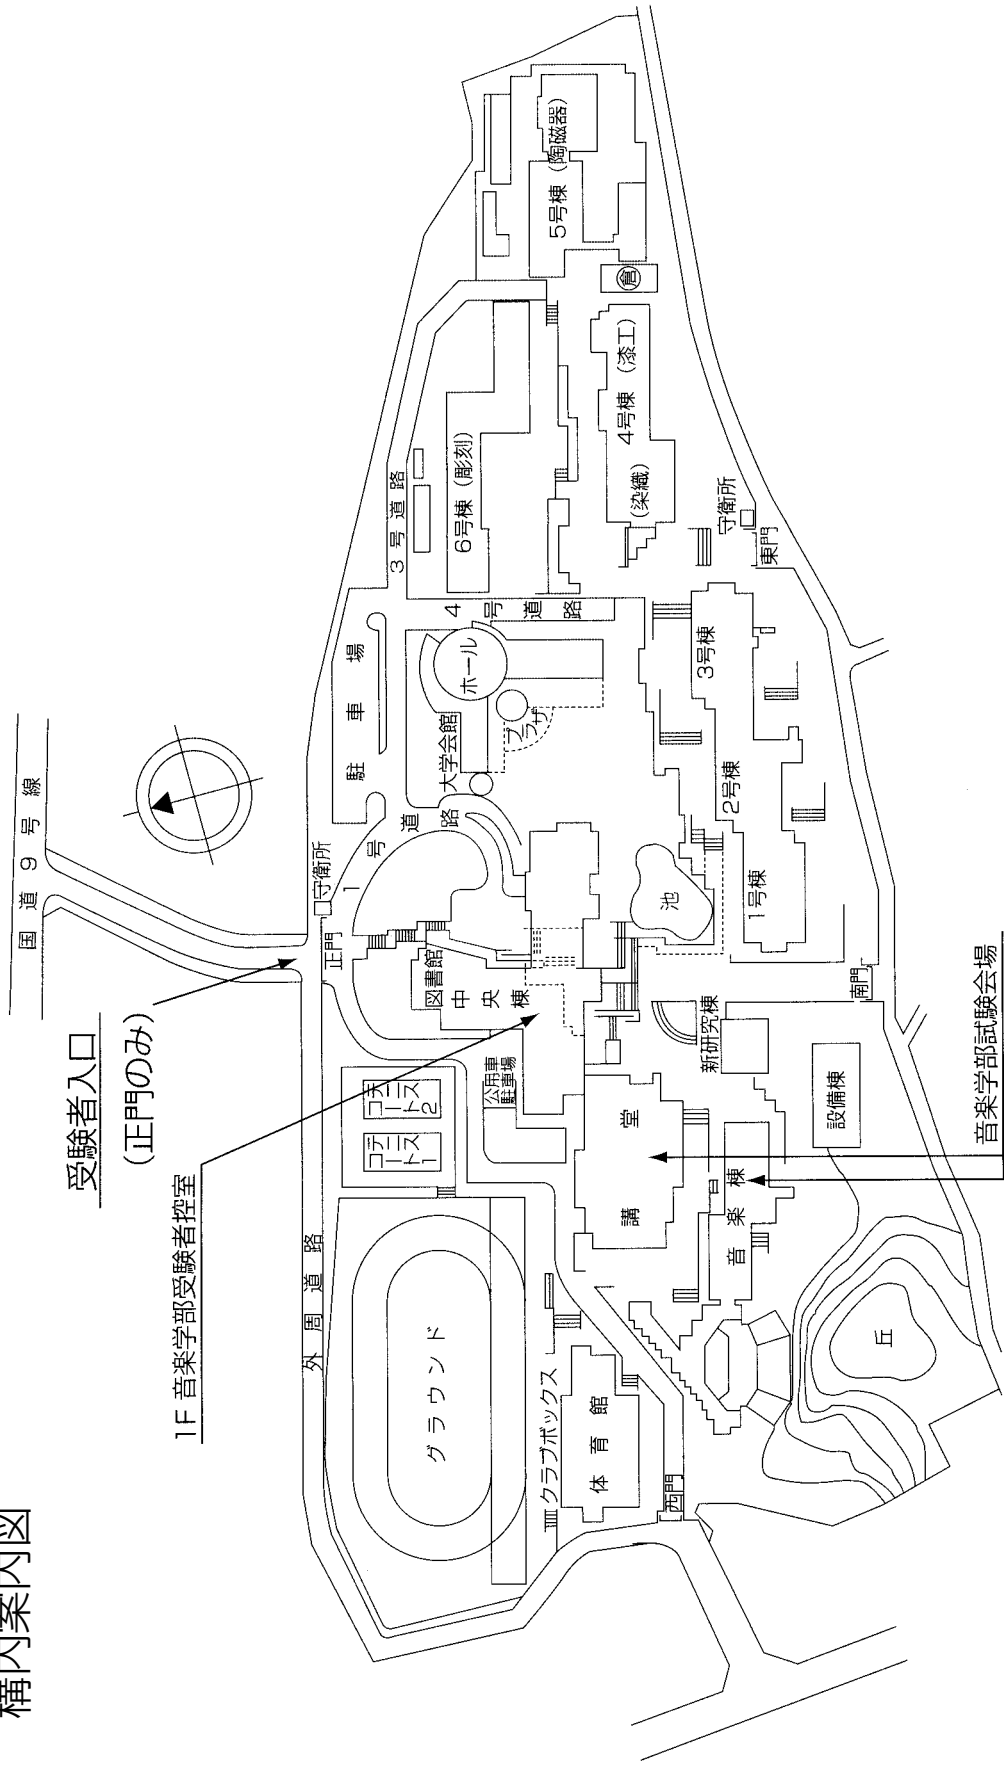 構内案内図
国道9号線
受験者入口
(正門のみ)
1F 音楽学部受験者控室
外周道路
正門
守衛所
駐車場
1号道路
3号道路
4号道路
グラウンド
テニスコート1
テニスコート2
公用車
駐車場
図書館
中央棟
大学会館
ホール
プラザ
6号棟(彫刻)
5号棟(陶磁器)
倉
4号棟(漆工)
(染織)
クラブボックス
体育館
西門
講堂
音楽棟
新研究棟
池
1号棟
2号棟
3号棟
守衛所
東門
南門
設備棟
丘
音楽学部試験会場